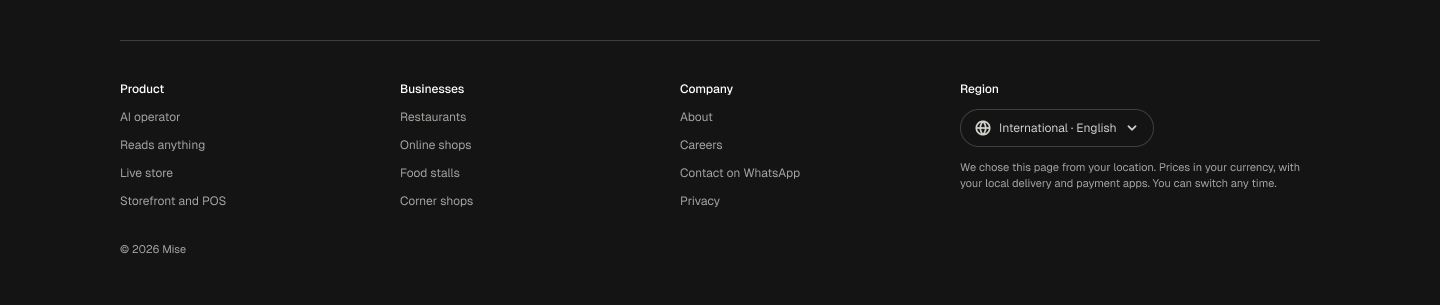 Product
AI operator
Reads anything
Live store
Storefront and POS
Businesses
Restaurants
Online shops
Food stalls
Corner shops
Company
About
Careers
Contact on WhatsApp
Privacy
Region
International · English
We chose this page from your location. Prices in your currency, with
your local delivery and payment apps. You can switch any time.
© 2026 Mise